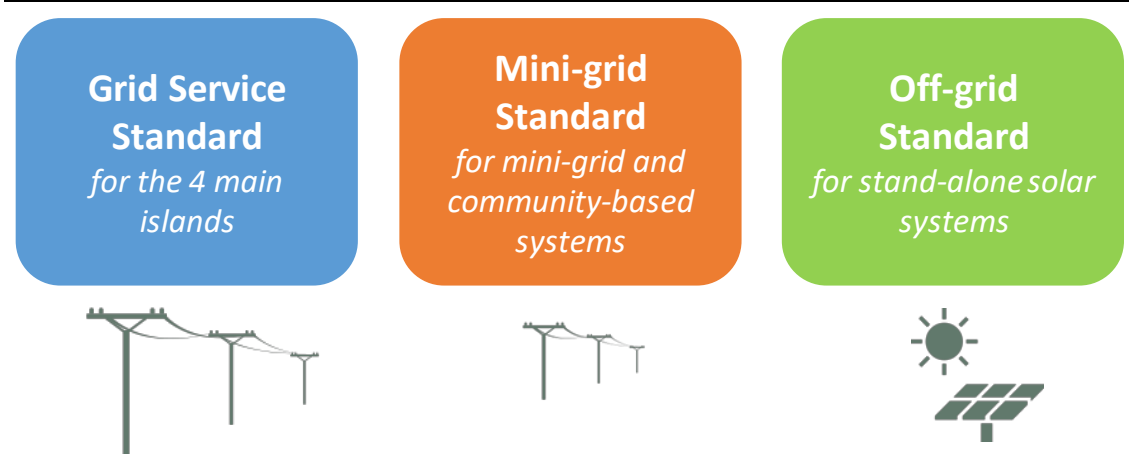 Grid Service
Standard
for the 4 main
islands
Mini-grid
Standard
for mini-grid and
community-based
systems
Off-grid
Standard
for stand-alone solar
systems